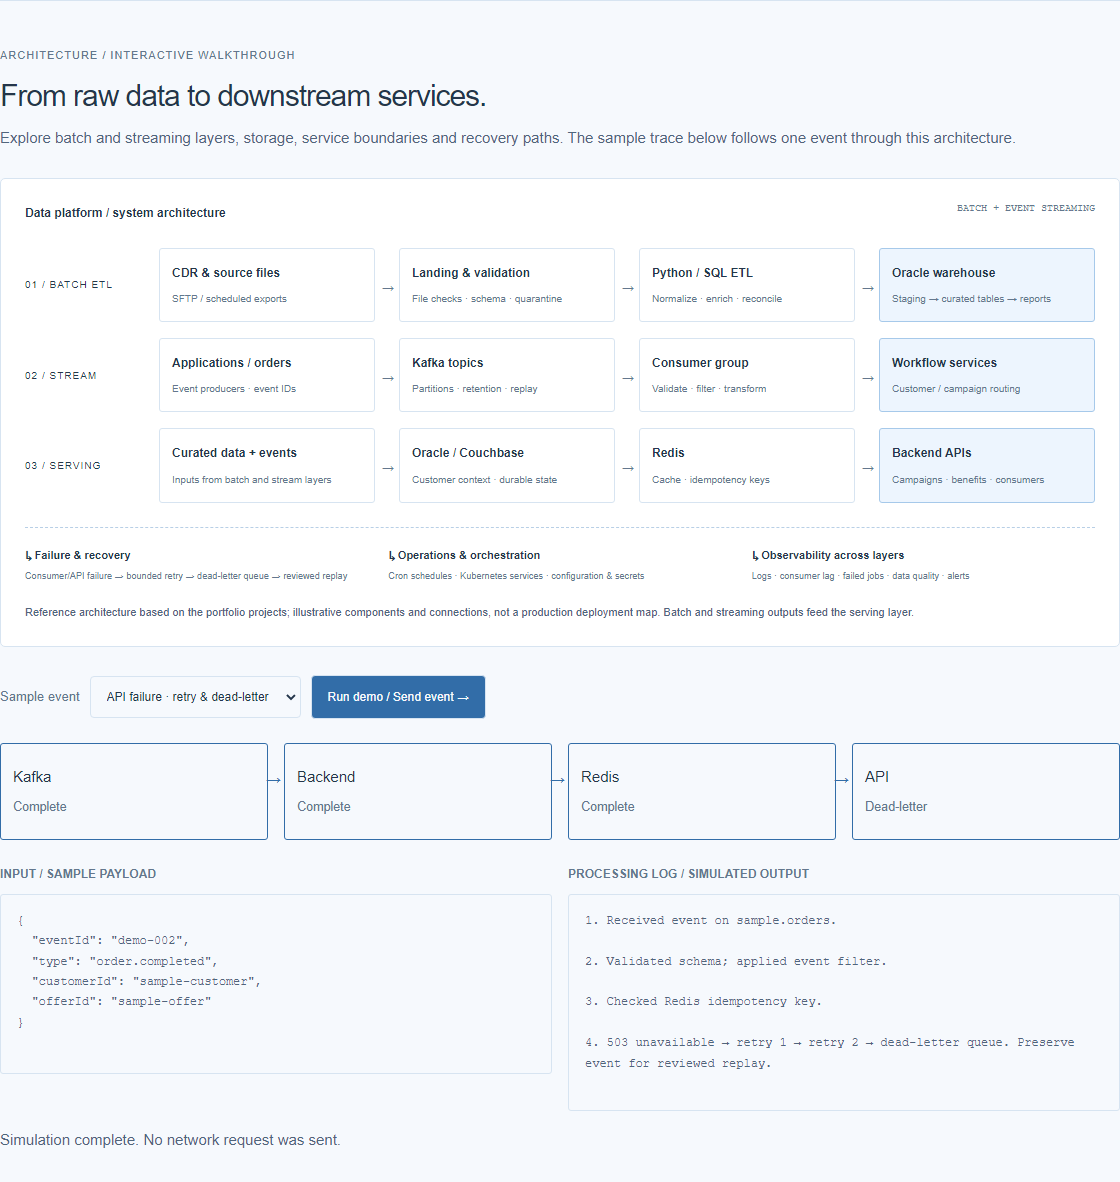 ARCHITECTURE / INTERACTIVE WALKTHROUGH
From raw data to downstream services.
Explore batch and streaming layers, storage, service boundaries and recovery paths. The sample trace below follows one event through this architecture.
Data platform / system architecture
BATCH + EVENT STREAMING
01 / BATCH ETL
CDR & source files
SFTP / scheduled exports
→
Landing & validation
File checks · schema · quarantine
→
Python / SQL ETL
Normalize · enrich · reconcile
→
Oracle warehouse
Staging → curated tables → reports
02 / STREAM
Applications / orders
Event producers · event IDs
→
Kafka topics
Partitions · retention · replay
→
Consumer group
Validate · filter · transform
→
Workflow services
Customer / campaign routing
03 / SERVING
Curated data + events
Inputs from batch and stream layers
→
Oracle / Couchbase
Customer context · durable state
→
Redis
Cache · idempotency keys
→
Backend APIs
Campaigns · benefits · consumers
↳ Failure & recovery
Consumer/API failure → bounded retry → dead-letter queue → reviewed replay
↳ Operations & orchestration
Cron schedules · Kubernetes services · configuration & secrets
↳ Observability across layers
Logs · consumer lag · failed jobs · data quality · alerts
Reference architecture based on the portfolio projects; illustrative components and connections, not a production deployment map. Batch and streaming outputs feed the serving layer.
Sample event
API failure · retry & dead-letter
Run demo / Send event →
Kafka
Complete
→
Backend
Complete
→
Redis
Complete
→
API
Dead-letter
INPUT / SAMPLE PAYLOAD
{
  "eventId": "demo-002",
  "type": "order.completed",
  "customerId": "sample-customer",
  "offerId": "sample-offer"
}
PROCESSING LOG / SIMULATED OUTPUT
1. Received event on sample.orders.
2. Validated schema; applied event filter.
3. Checked Redis idempotency key.
4. 503 unavailable → retry 1 → retry 2 → dead-letter queue. Preserve
event for reviewed replay.
Simulation complete. No network request was sent.